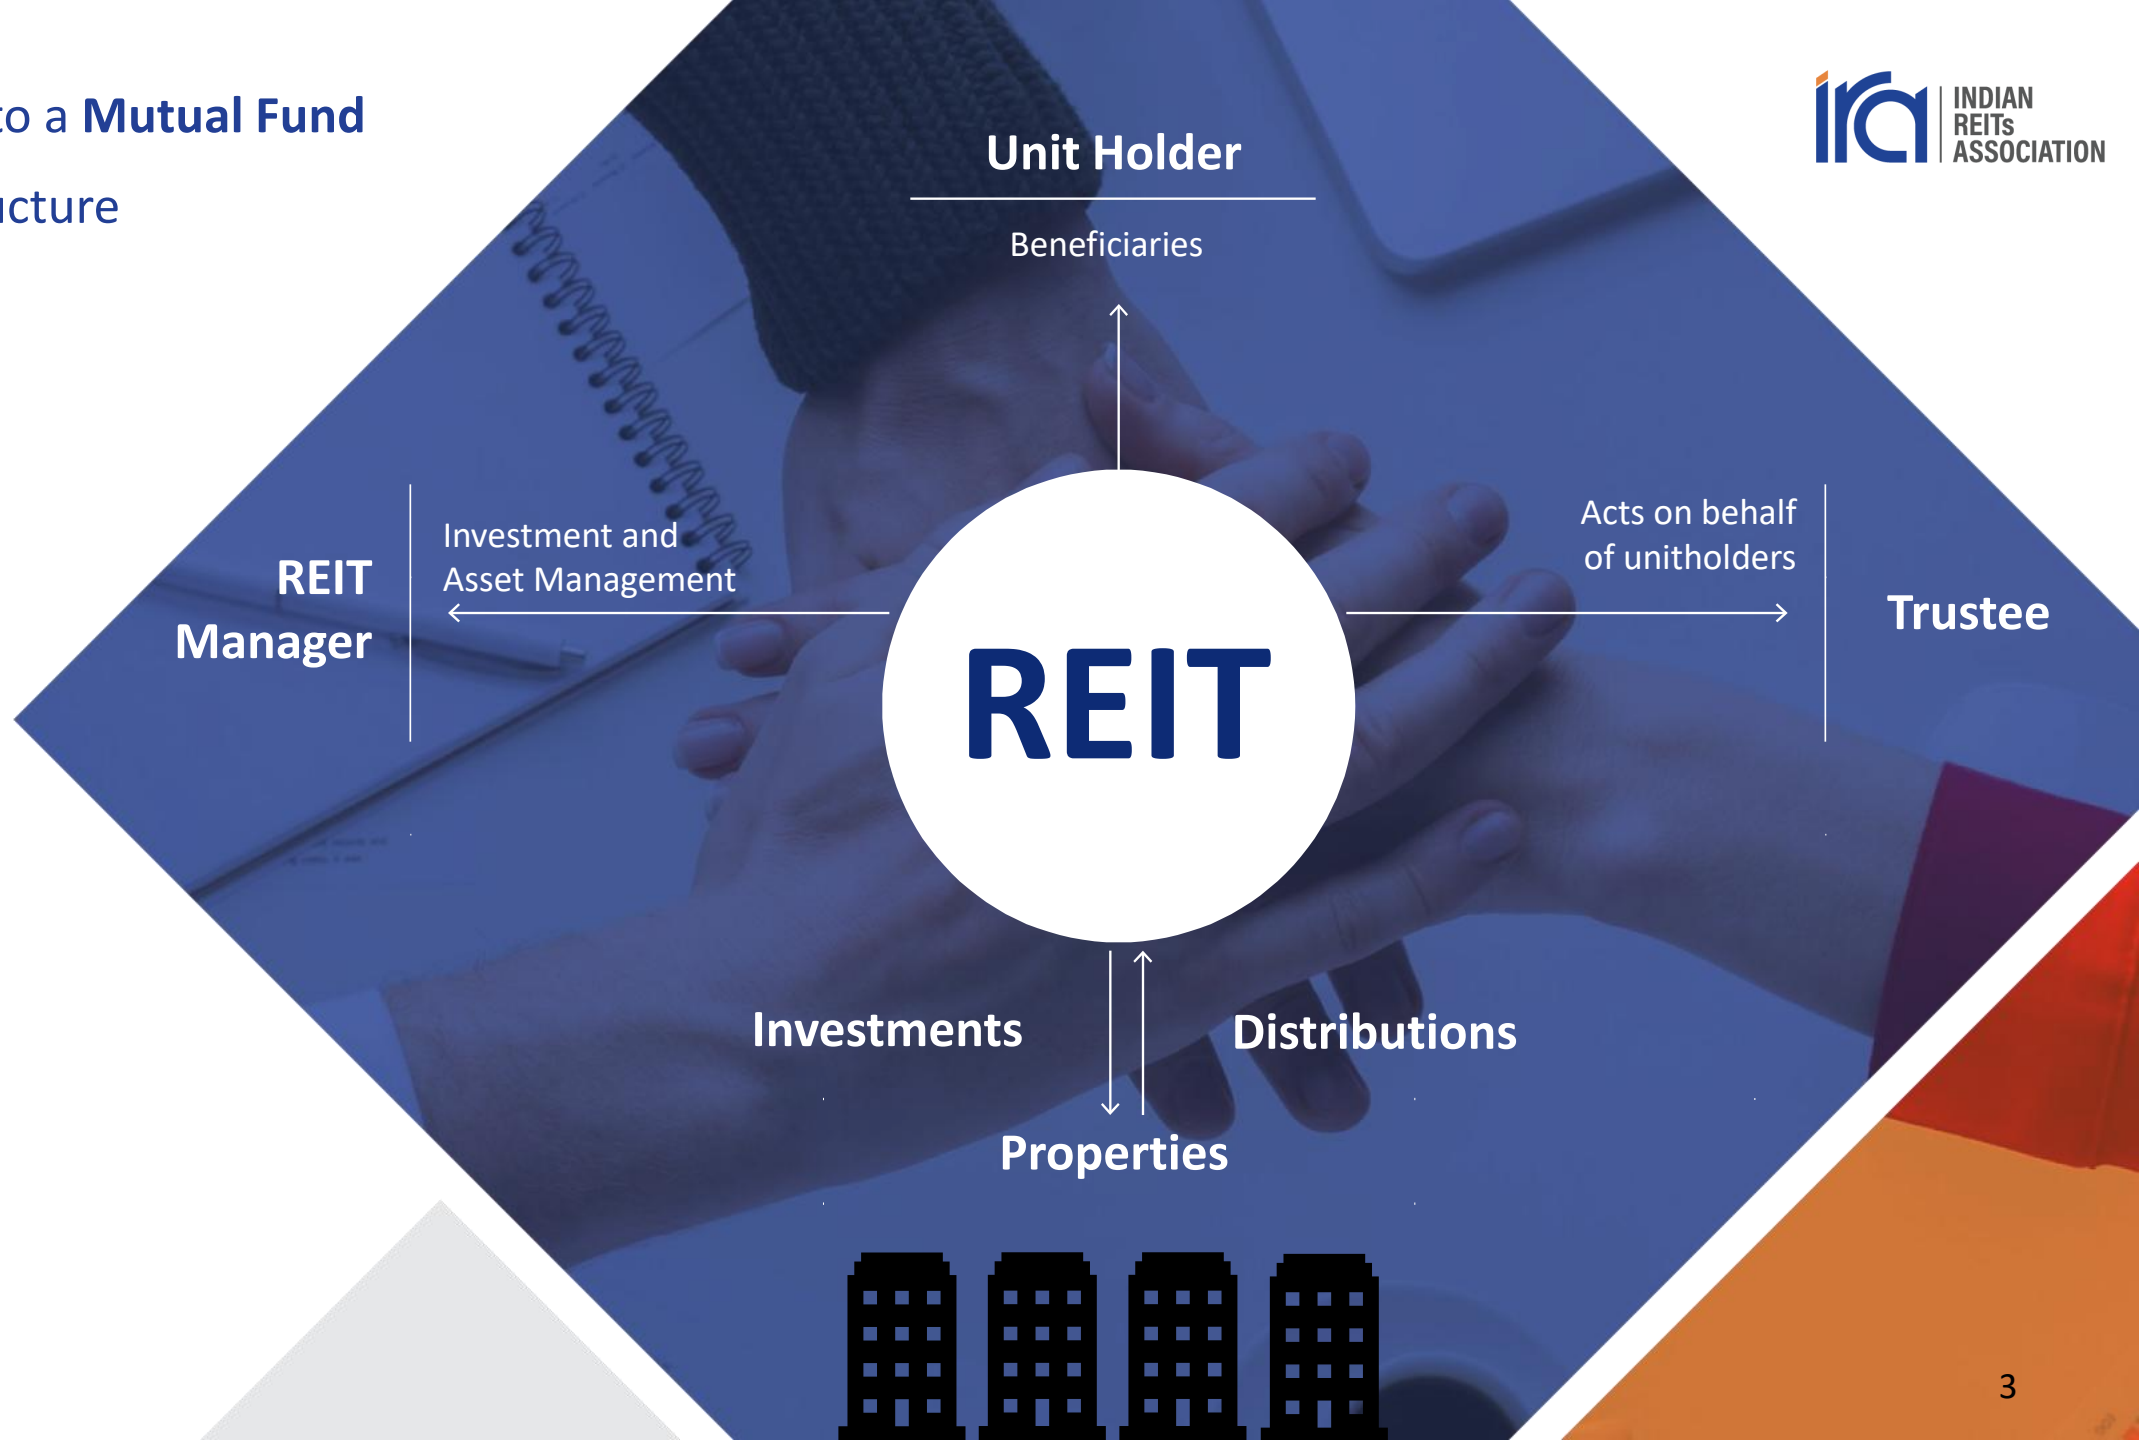 to a Mutual Fund
ucture
ira
INDIAN
REITs
ASSOCIATION
Unit Holder
Beneficiaries
REIT
Manager
Investment and
Asset Management
REIT
Acts on behalf
of unitholders
Trustee
Investments
Distributions
Properties
3